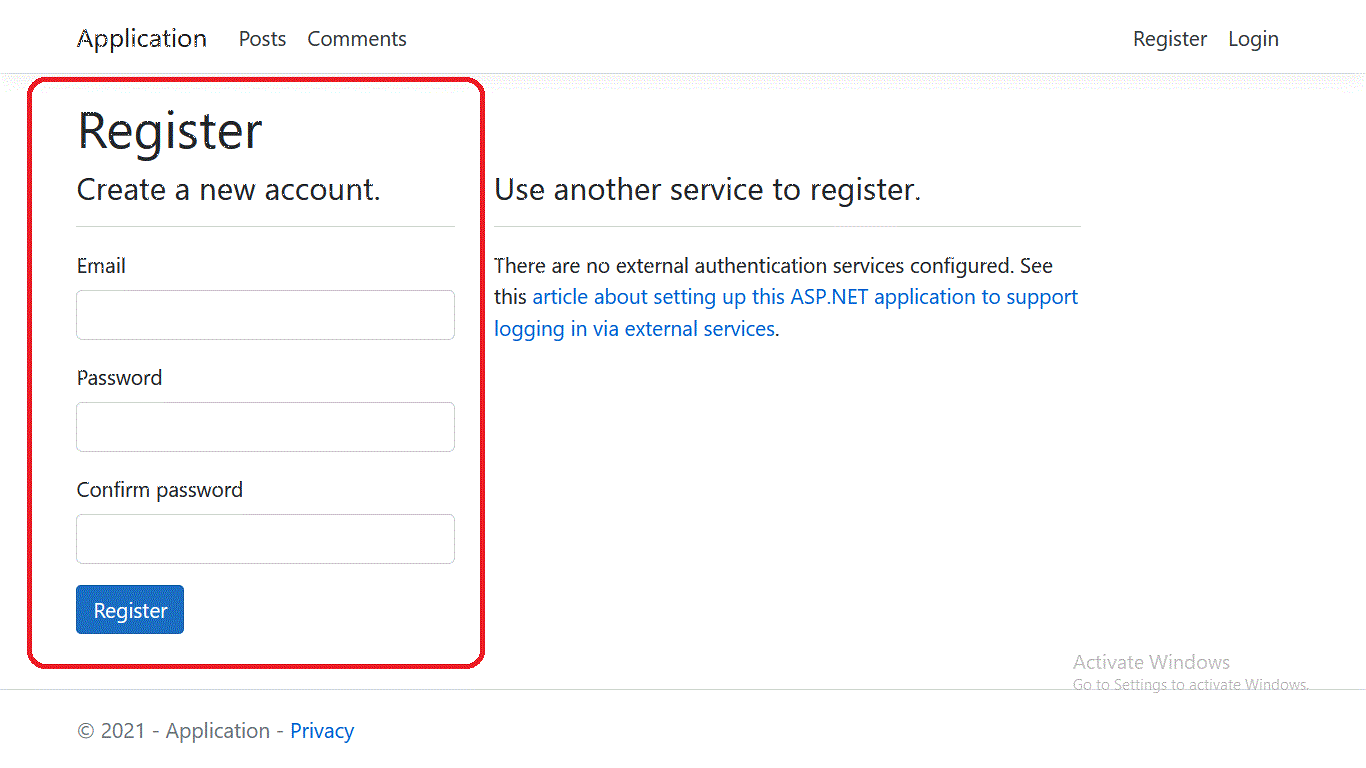 Application Posts Comments Register Login
Register
Create a new account.
Email
Password
Confirm password
Register
Use another service to register.
There are no external authentication services configured. See
this article about setting up this ASP.NET application to support
logging in via external services.
Activate Windows
Go to Settings to activate Windows.
© 2021 - Application - Privacy